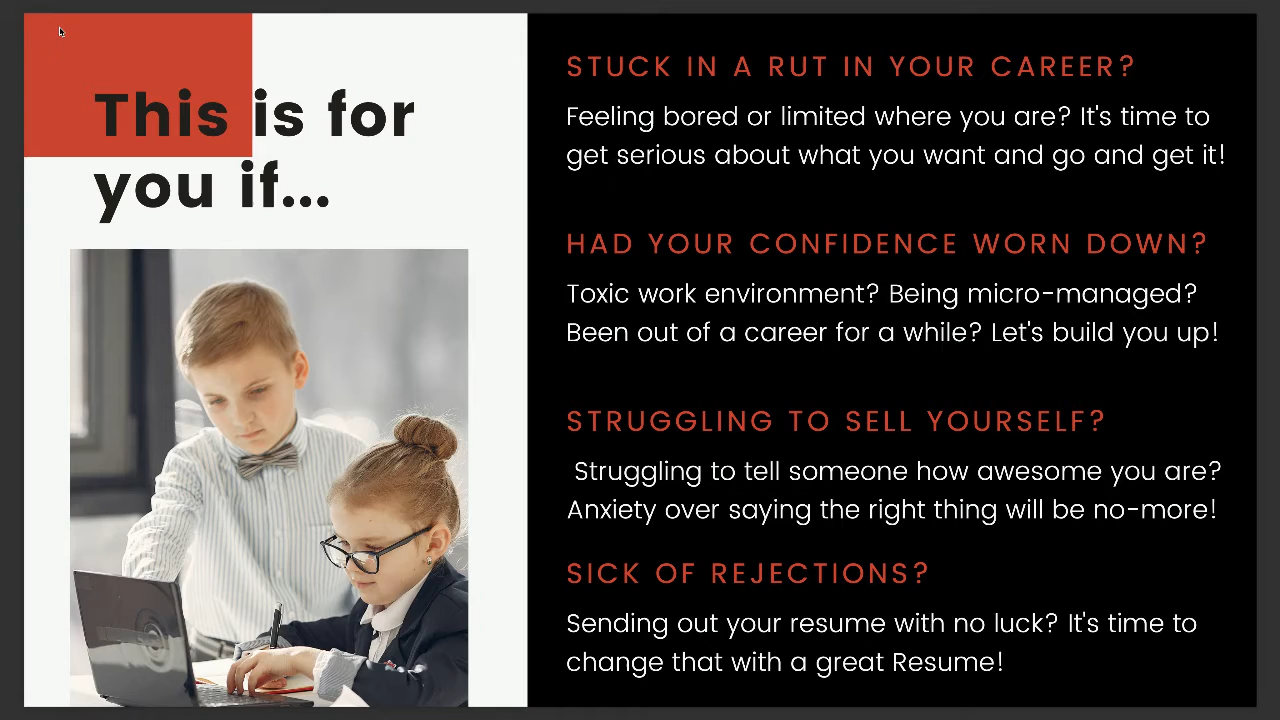 This is for
you if...
STUCK IN A RUT IN YOUR CAREER?
Feeling bored or limited where you are? It's time to
get serious about what you want and go and get it!
HAD YOUR CONFIDENCE WORN DOWN?
Toxic work environment? Being micro-managed?
Been out of a career for a while? Let's build you up!
STRUGGLING TO SELL YOURSELF?
Struggling to tell someone how awesome you are?
Anxiety over saying the right thing will be no-more!
SICK OF REJECTIONS?
Sending out your resume with no luck? It's time to
change that with a great Resume!